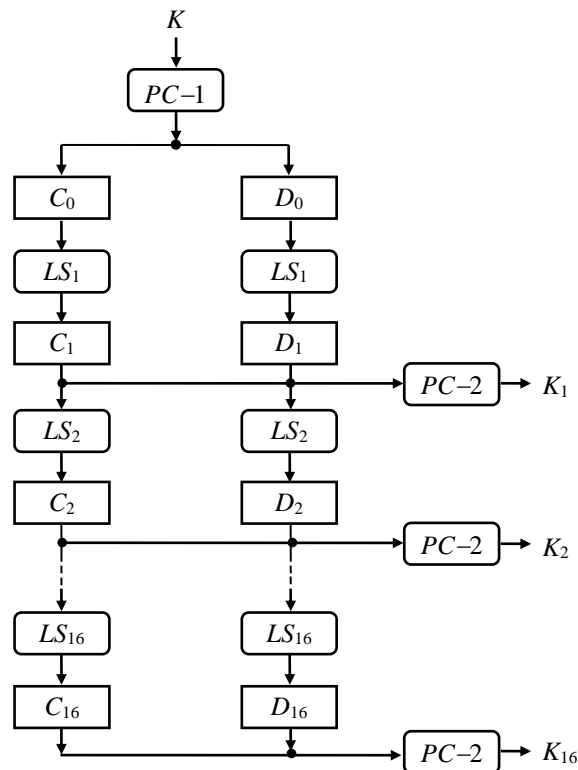 K
PC–1
C₀ D₀
LS₁ LS₁
C₁ D₁
PC–2 K₁
LS₂ LS₂
C₂ D₂
PC–2 K₂
LS₁₆ LS₁₆
C₁₆ D₁₆
PC–2 K₁₆